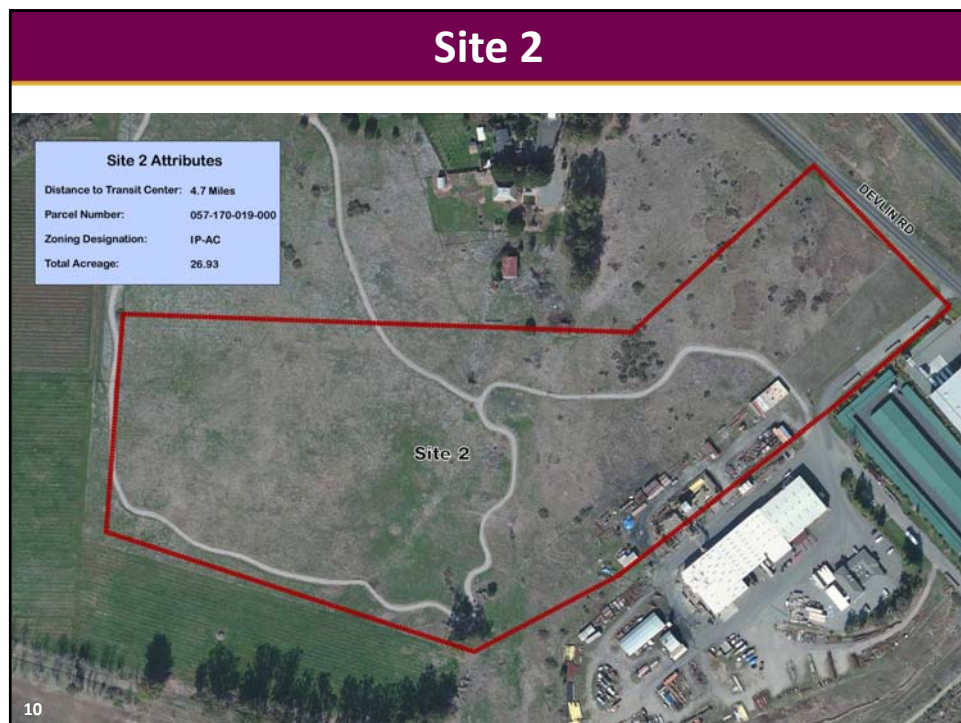 Site 2
Site 2 Attributes
Distance to Transit Center: 4.7 Miles
Parcel Number: 057-170-019-000
Zoning Designation: IP-AC
Total Acreage: 26.93
DEVLIN RD
Site 2
10